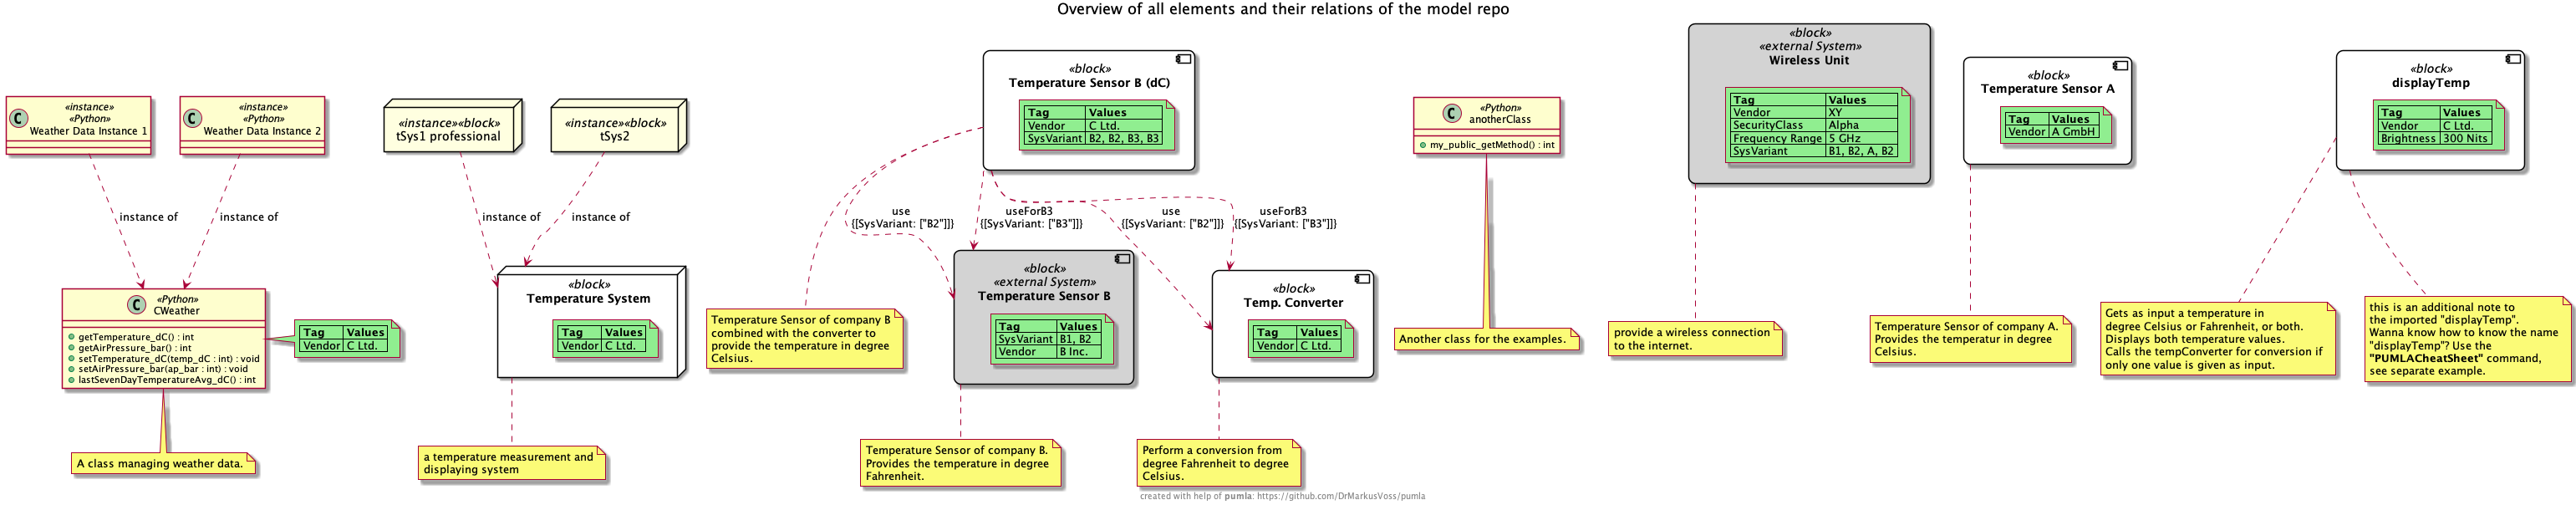 Overview of all elements and their relations of the model repo
«instance»
«Python»
Weather Data Instance 1
«instance»
«Python»
Weather Data Instance 2
instance of
instance of
«Python»
CWeather
getTemperature_dC() : int
getAirPressure_bar() : int
setTemperature_dC(temp_dC : int) : void
setAirPressure_bar(ap_bar : int) : void
lastSevenDayTemperatureAvg_dC() : int
Tag Values
Vendor C Ltd.
A class managing weather data.
«instance»«block»
tSys1 professional
«instance»«block»
tSys2
instance of
instance of
«block»
Temperature System
Tag Values
Vendor C Ltd.
a temperature measurement and
displaying system
«block»
Temperature Sensor B (dC)
Tag Values
Vendor C Ltd.
SysVariant B2, B2, B3, B3
use
{[[SysVariant: ["B2"]]}
useForB3
{[[SysVariant: ["B3"]]}
use
{[[SysVariant: ["B2"]]}
useForB3
{[[SysVariant: ["B3"]]}
Temperature Sensor of company B
combined with the converter to
provide the temperature in degree
Celsius.
«block»
«external System»
Temperature Sensor B
Tag Values
SysVariant B1, B2
Vendor B Inc.
Temperature Sensor of company B.
Provides the temperature in degree
Fahrenheit.
«block»
Temp. Converter
Tag Values
Vendor C Ltd.
Perform a conversion from
degree Fahrenheit to degree
Celsius.
«Python»
anotherClass
my_public_getMethod() : int
Another class for the examples.
«block»
«external System»
Wireless Unit
Tag Values
Vendor XY
SecurityClass Alpha
Frequency Range 5 GHz
SysVariant B1, B2, A, B2
provide a wireless connection
to the internet.
«block»
Temperature Sensor A
Tag Values
Vendor A GmbH
Temperature Sensor of company A.
Provides the temperatur in degree
Celsius.
«block»
displayTemp
Tag Values
Vendor C Ltd.
Brightness 300 Nits
Gets as input a temperature in
degree Celsius or Fahrenheit, or both.
Displays both temperature values.
Calls the tempConverter for conversion if
only one value is given as input.
this is an additional note to
the imported "displayTemp".
Wanna know how to know the name
"displayTemp"? Use the
"PUMLACheatSheet" command,
see separate example.
created with help of pumla: https://github.com/DrMarkusVoss/pumla